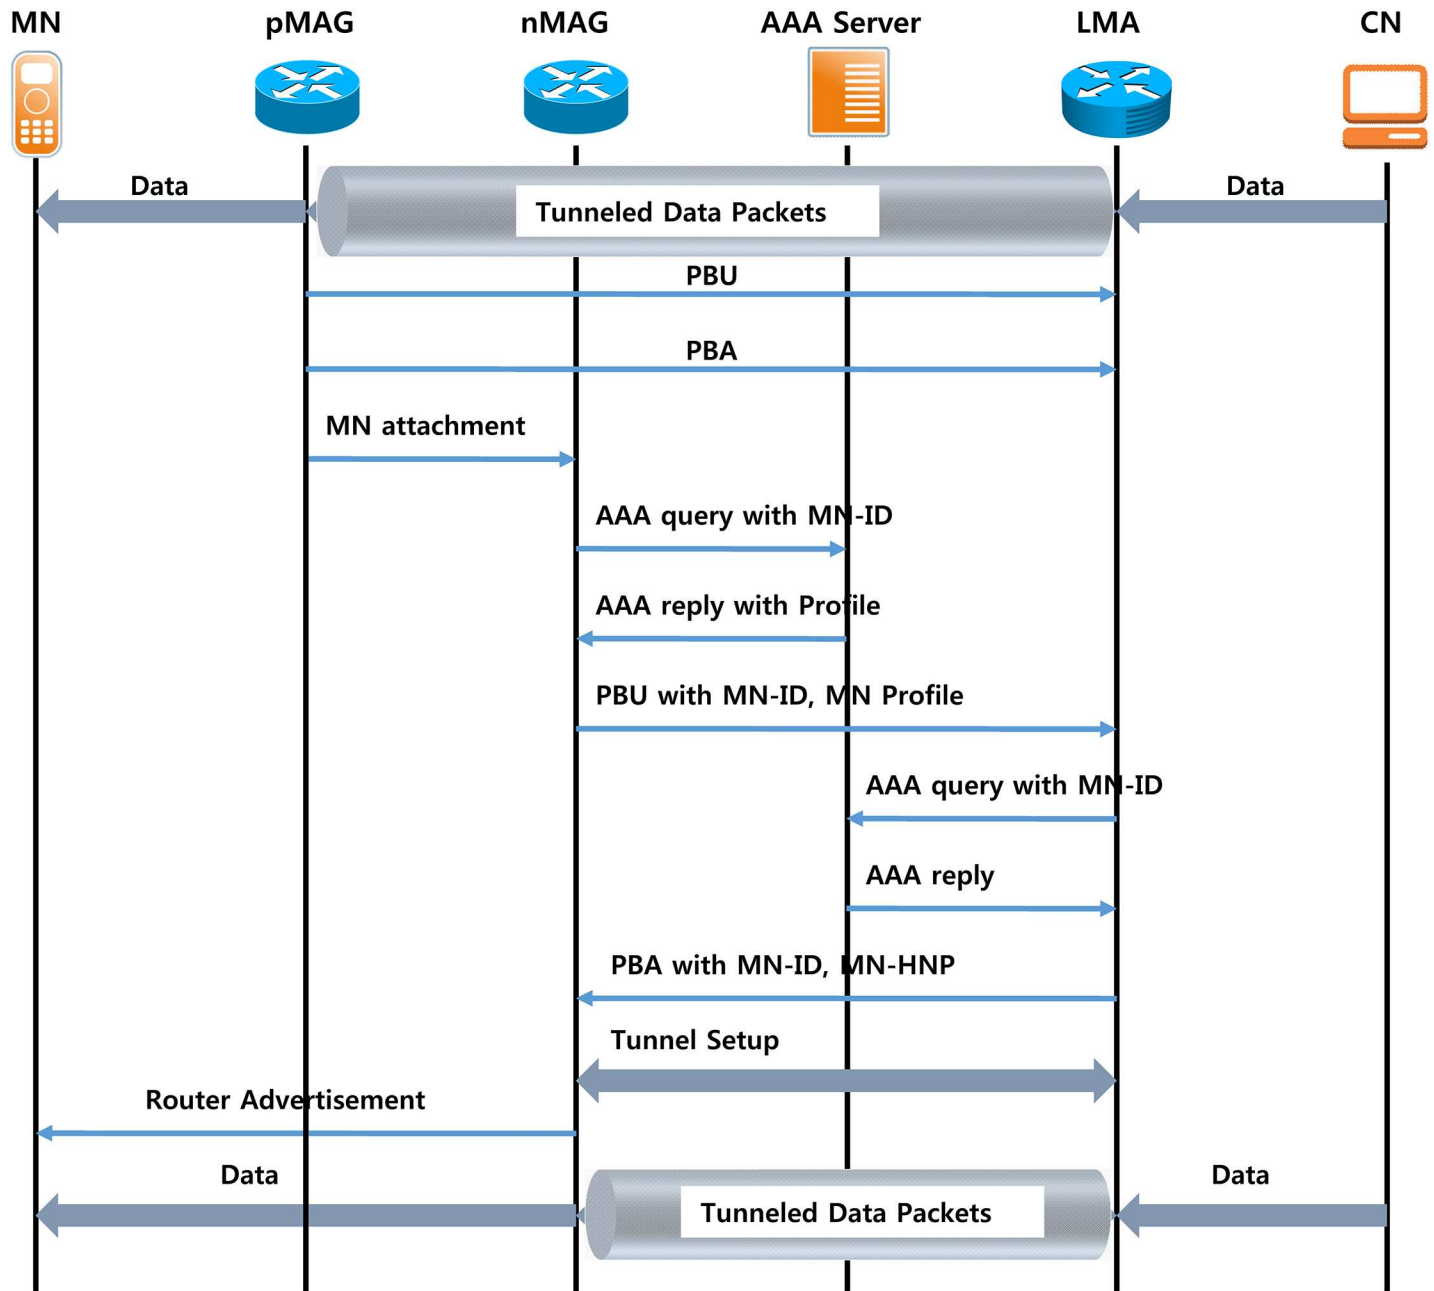 MN pMAG nMAG AAA Server LMA CN
Data Data
Tunneled Data Packets
PBU
PBA
MN attachment
AAA query with MN-ID
AAA reply with Profile
PBU with MN-ID, MN Profile
AAA query with MN-ID
AAA reply
PBA with MN-ID, MN-HNP
Tunnel Setup
Router Advertisement
Data Data
Tunneled Data Packets